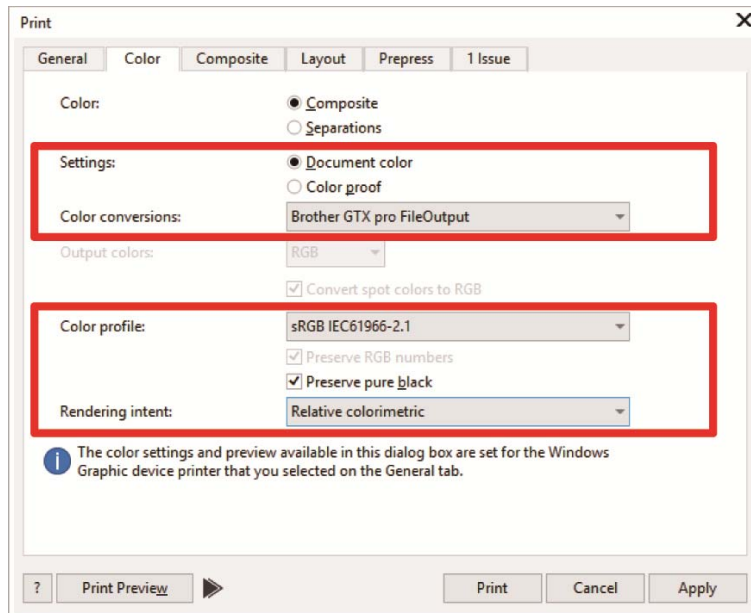 Print
General Color Composite Layout Prepress 1 Issue
Color: Composite
Separations
Settings: Document color
Color proof
Color conversions: Brother GTX pro FileOutput
Output colors: RGB
Convert spot colors to RGB
Color profile: sRGB IEC61966-2.1
Preserve RGB numbers
Preserve pure black
Rendering intent: Relative colorimetric
The color settings and preview available in this dialog box are set for the Windows
Graphic device printer that you selected on the General tab.
? Print Preview Print Cancel Apply